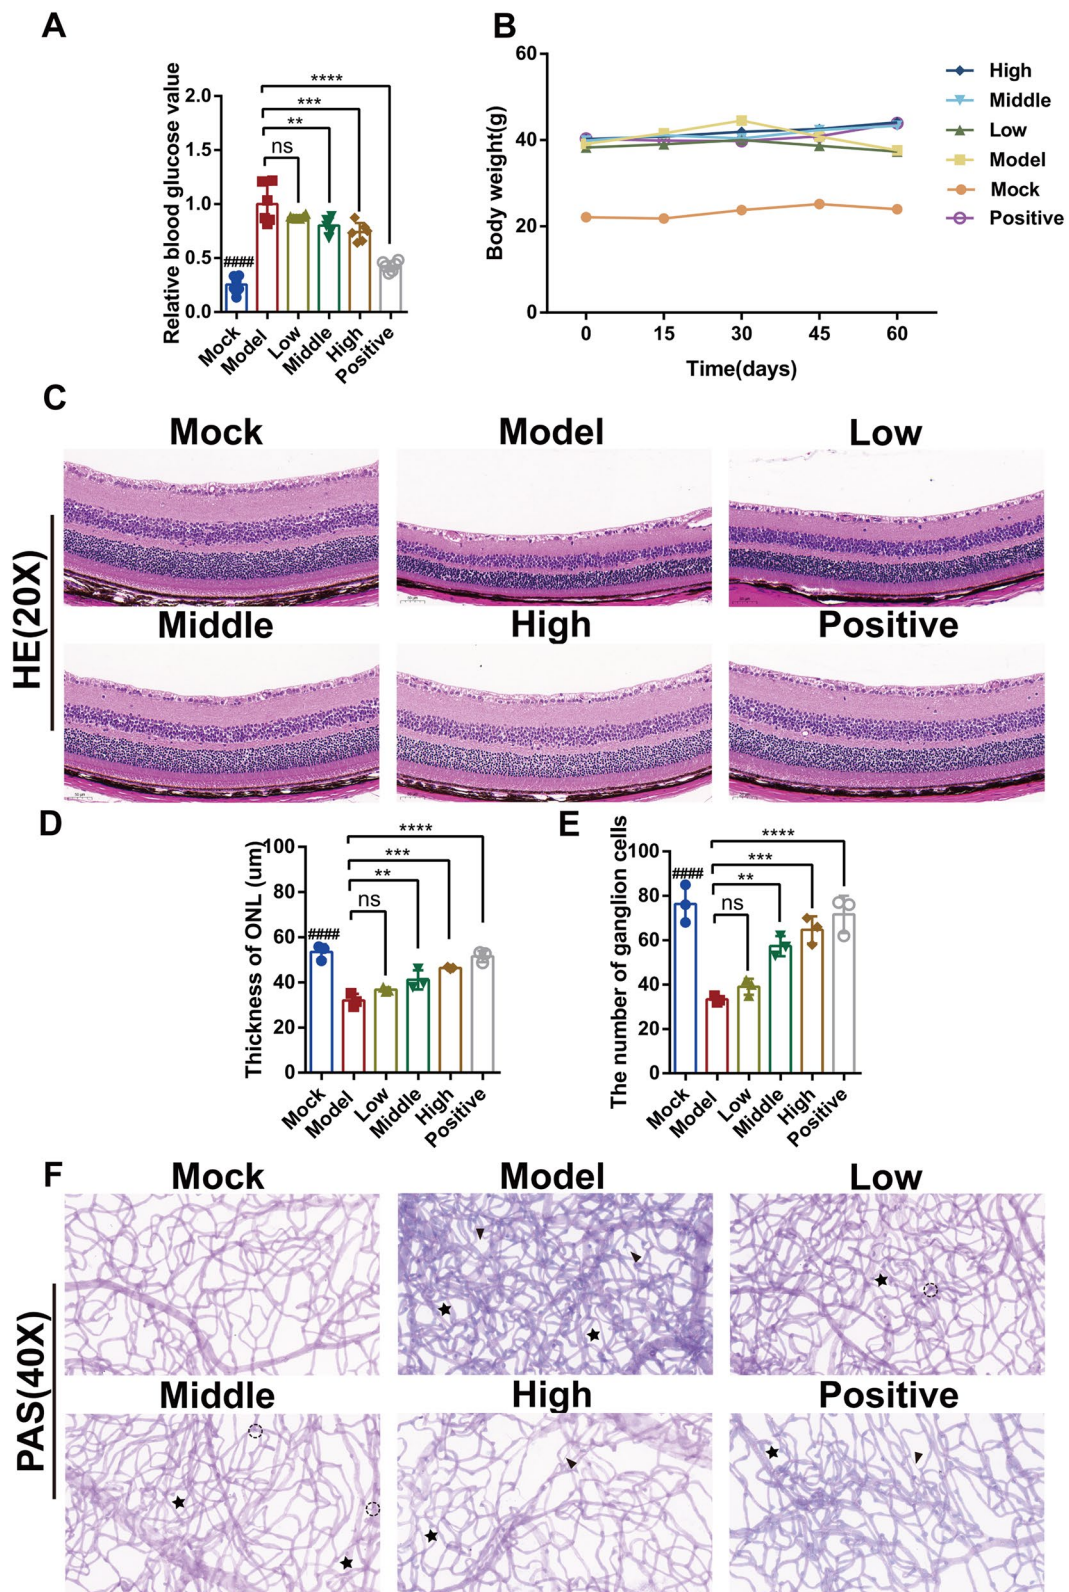 A
Relative blood glucose value
2.0
1.5
1.0
0.5
0.0
####
ns
**
***
****
Mock
Model
Low
Middle
High
Positive
B
Body weight(g)
60
40
20
0
0 15 30 45 60
Time(days)
High
Middle
Low
Model
Mock
Positive
C
HE(20X)
Mock Model Low
Middle High Positive
D
Thickness of ONL (um)
100
80
60
40
20
0
####
ns
**
***
****
Mock
Model
Low
Middle
High
Positive
E
The number of ganglion cells
100
80
60
40
20
0
####
ns
**
***
****
Mock
Model
Low
Middle
High
Positive
F
PAS(40X)
Mock Model Low
Middle High Positive